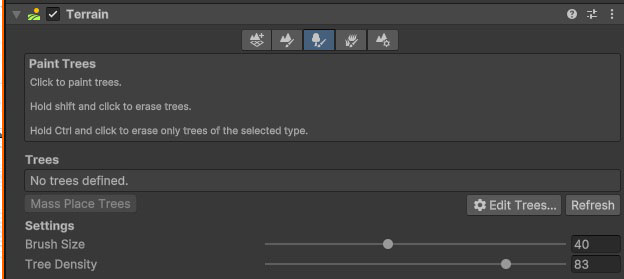 Terrain
Paint Trees
Click to paint trees.
Hold shift and click to erase trees.
Hold Ctrl and click to erase only trees of the selected type.
Trees
No trees defined.
Mass Place Trees
Edit Trees...
Refresh
Settings
Brush Size
40
Tree Density
83